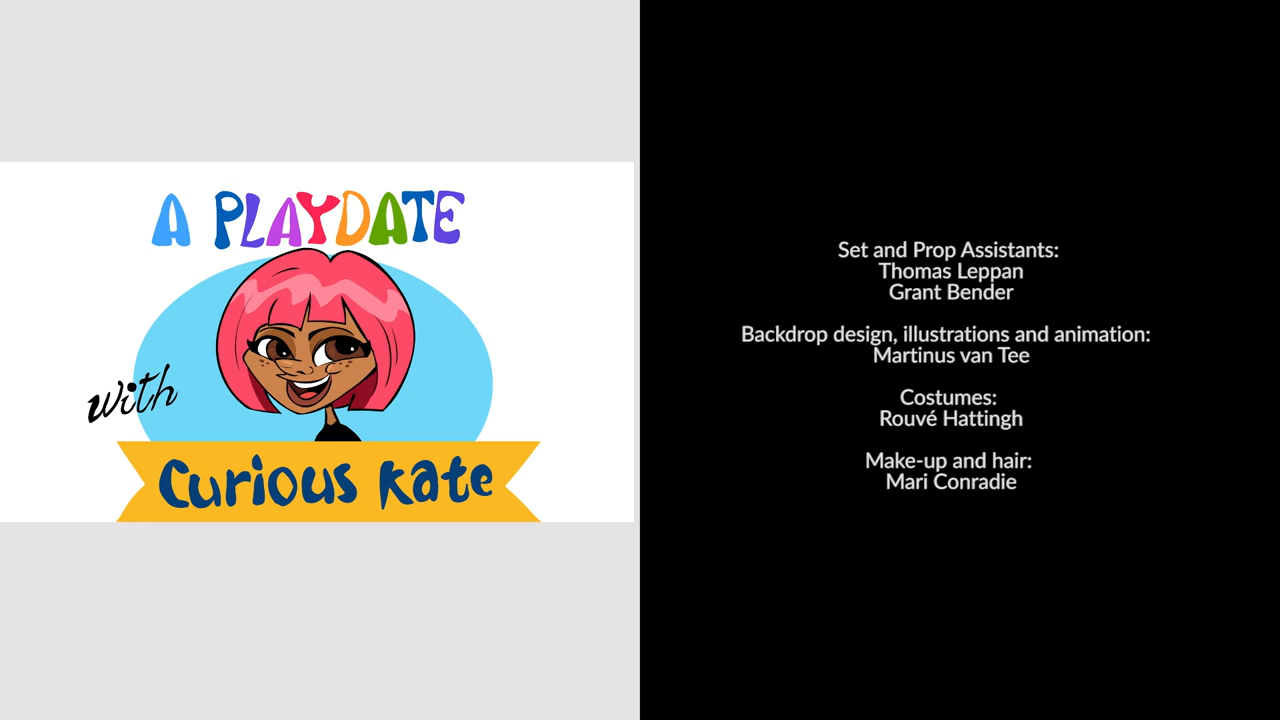 A PLAYDATE
with
Curious Kate
Set and Prop Assistants:
Thomas Leppan
Grant Bender
Backdrop design, illustrations and animation:
Martinus van Tee
Costumes:
Rouvé Hattingh
Make-up and hair:
Mari Conradie